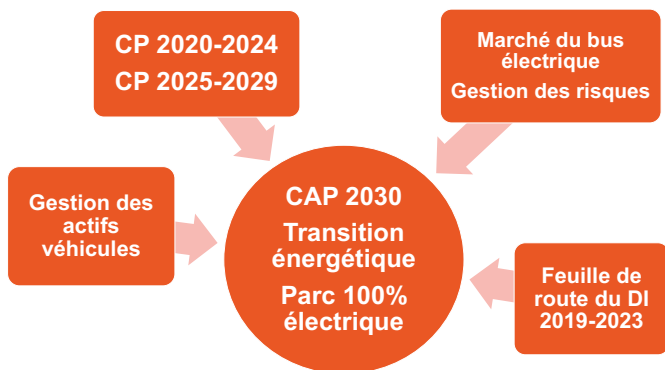 CP 2020-2024
CP 2025-2029
Marché du bus
électrique
Gestion des risques
Gestion des
actifs
véhicules
CAP 2030
Transition
énergétique
Parc 100%
électrique
Feuille de
route du DI
2019-2023